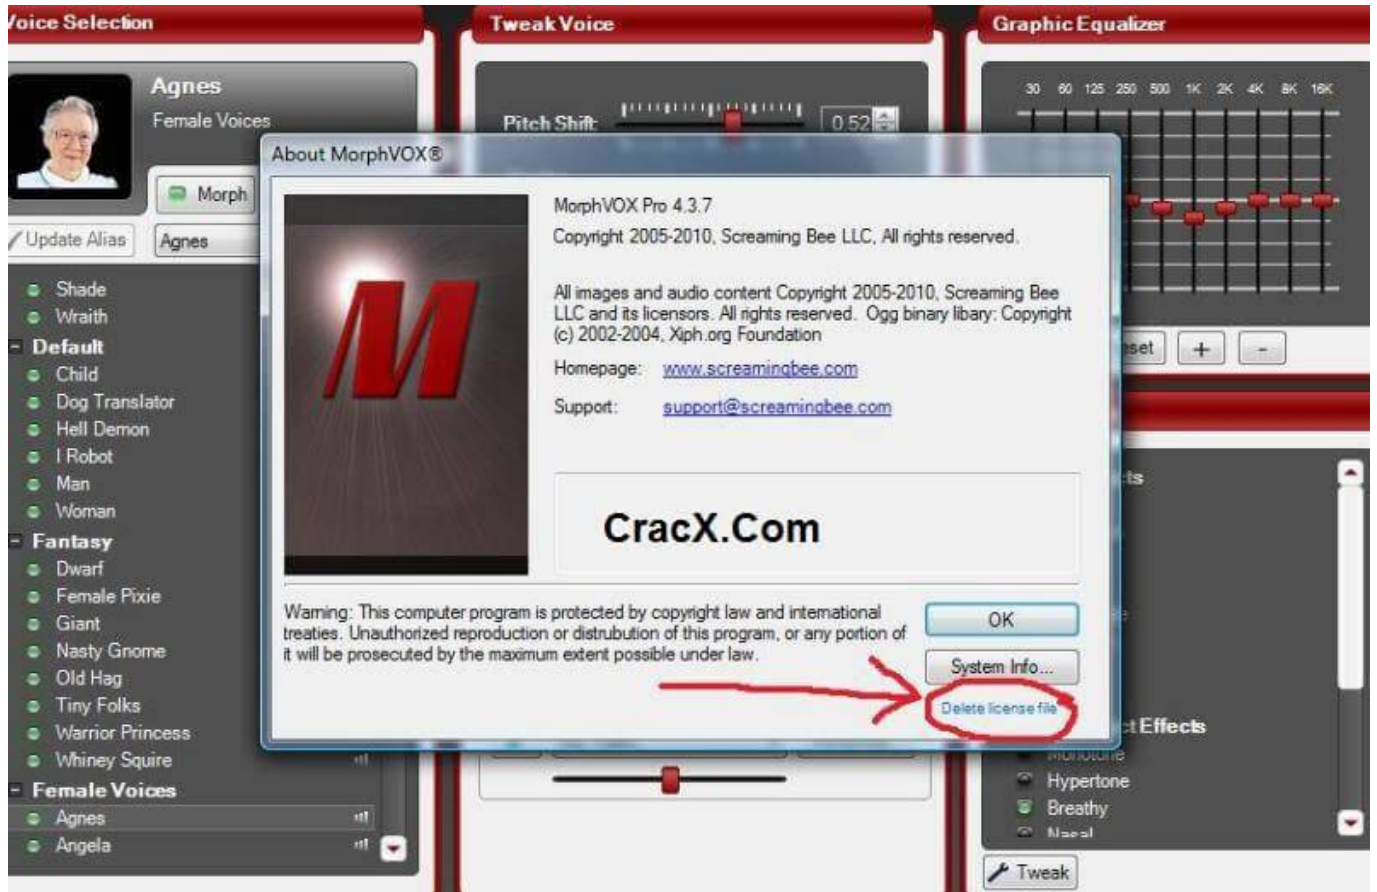 Voice Selection
Agnes
Female Voices
Morph
Update Alias
Agnes
Shade
Wraith
Default
Child
Dog Translator
Hell Demon
I Robot
Man
Woman
Fantasy
Dwarf
Female Pixie
Giant
Nasty Gnome
Old Hag
Tiny Folks
Warrior Princess
Whiney Squire
Female Voices
Agnes
Angela
Tweak Voice
Pitch Shift:
0.52
About MorphVOX®
MorphVOX Pro 4.3.7
Copyright 2005-2010, Screaming Bee LLC, All rights reserved.
All images and audio content Copyright 2005-2010, Screaming Bee
LLC and its licensors. All rights reserved. Ogg binary libary: Copyright
(c) 2002-2004, Xiph.org Foundation
Homepage: www.screamingbee.com
Support: support@screamingbee.com
M
CracX.Com
Warning: This computer program is protected by copyright law and international
treaties. Unauthorized reproduction or distrubution of this program, or any portion of
it will be prosecuted by the maximum extent possible under law.
OK
System Info...
Delete license file
Graphic Equalizer
30 60 125 250 500 1K 2K 4K 8K 16K
+ -
Effects
Monotone
Hypertone
Breathy
Nasal
Tweak